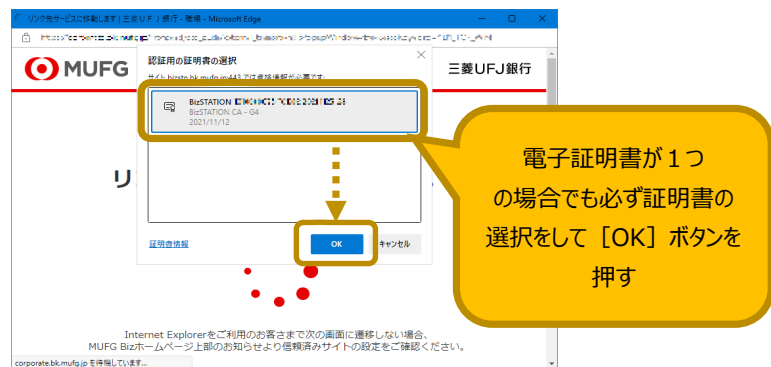 リンク先サービスに移動します | 三菱UFJ銀行 - 職場 - Microsoft Edge
MUFG
三菱UFJ銀行
認証用の証明書の選択
サイト bizstn.bk.mufg.jp:443 では資格情報が必要です:
BizSTATION
BizSTATION CA - G4
2021/11/12
リ
証明書情報
OK
キャンセル
電子証明書が1つ
の場合でも必ず証明書の
選択をして［OK］ボタンを
押す
Internet Explorerをご利用のお客さまで次の画面に遷移しない場合、
MUFG Bizホームページ上部のお知らせより信頼済みサイトの設定をご確認ください。
corporate.bk.mufg.jp を待機しています...